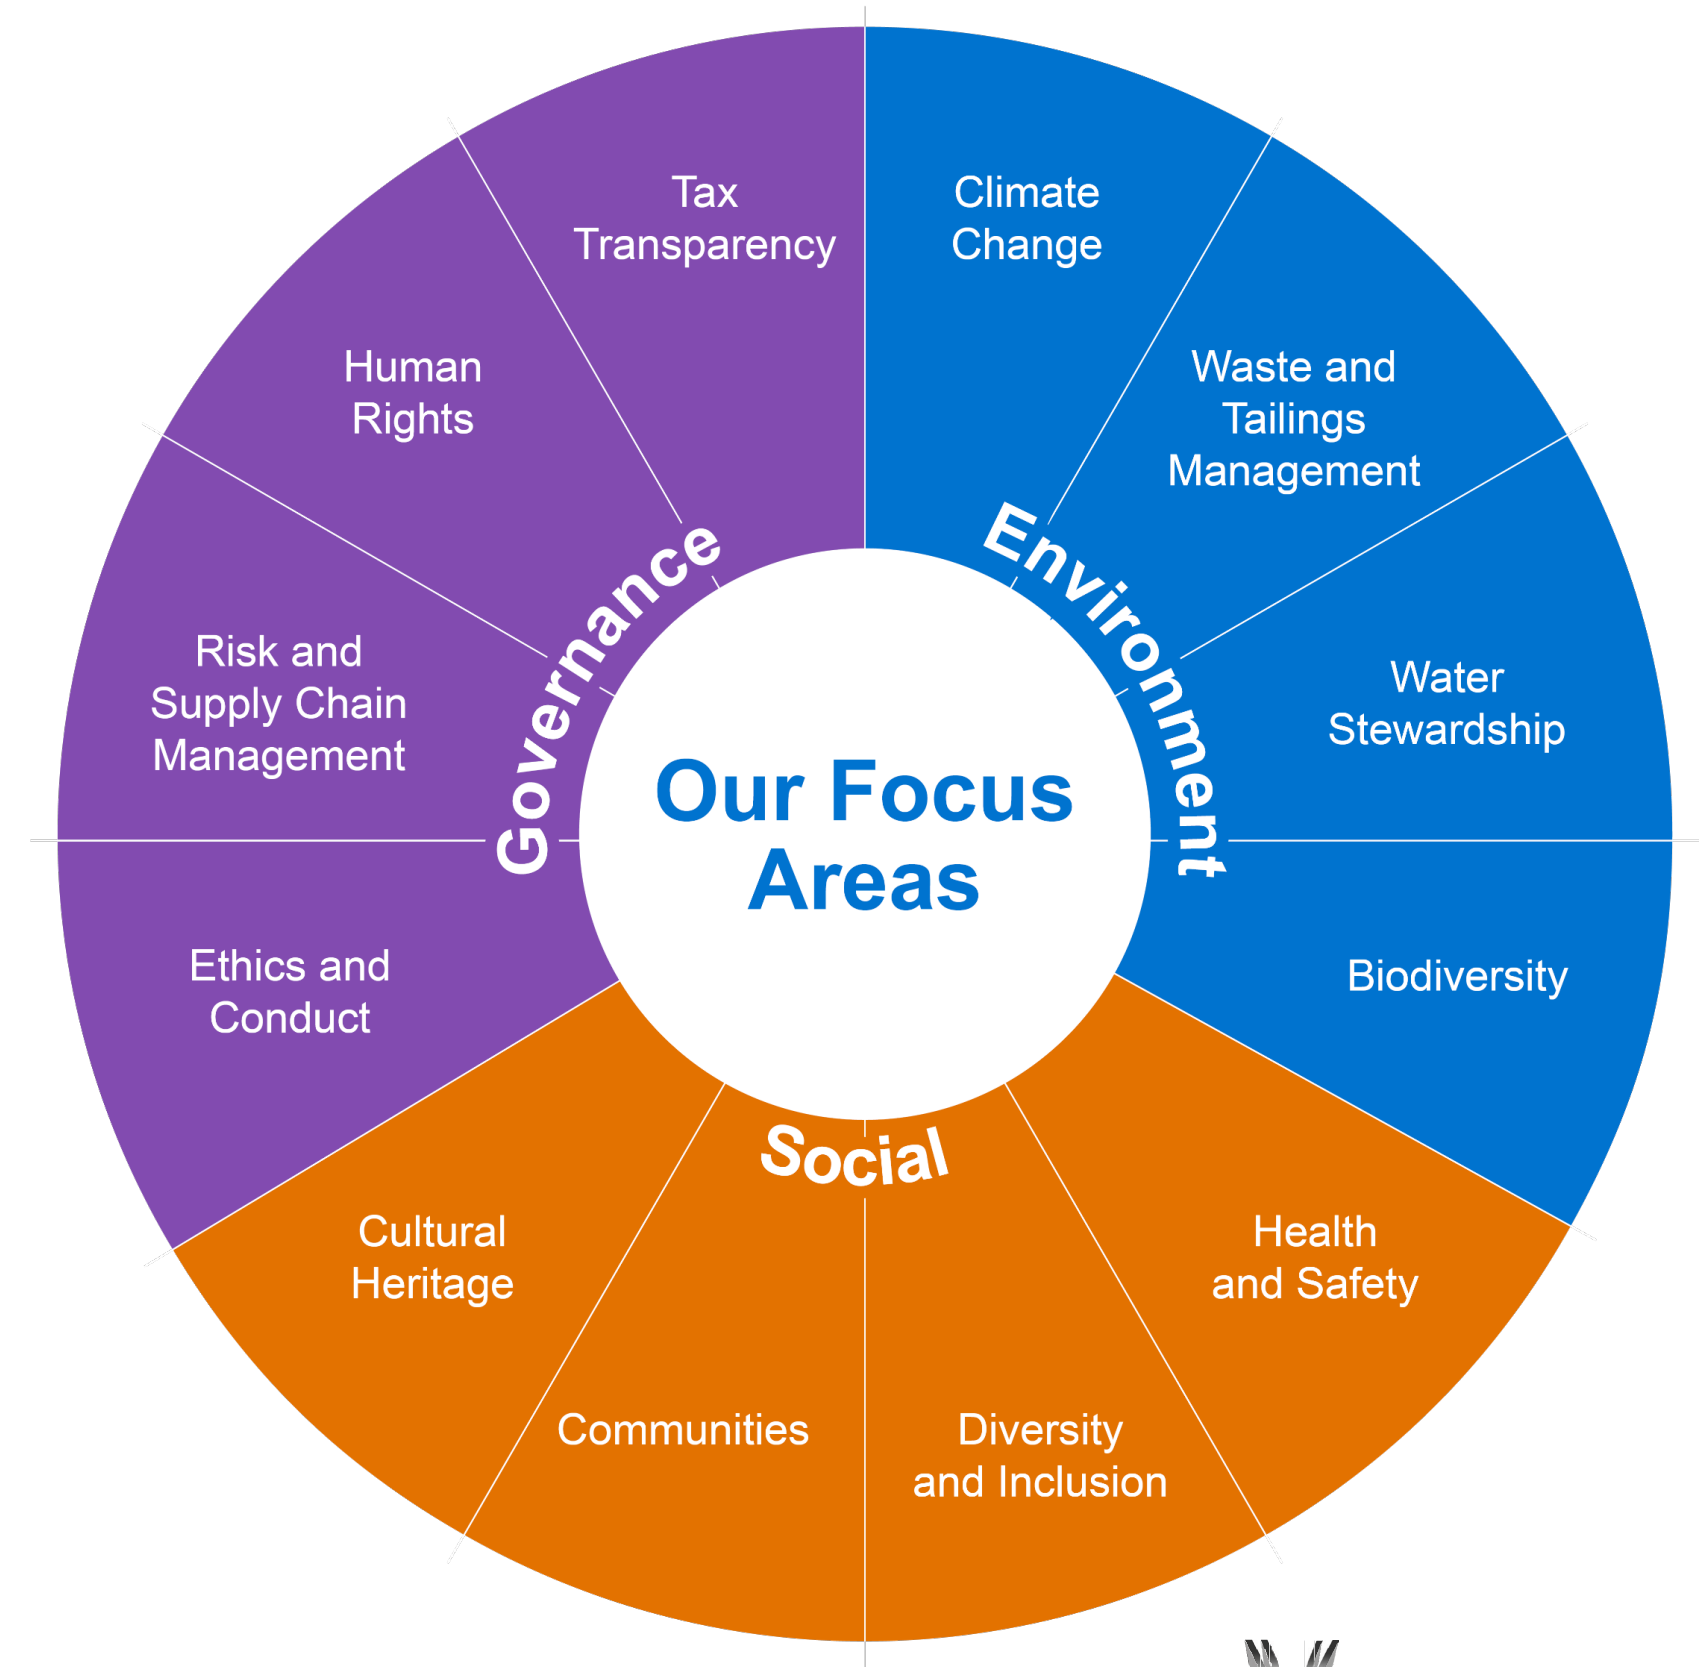 Our Focus
Areas
Environment
Climate
Change
Waste and
Tailings
Management
Water
Stewardship
Biodiversity
Social
Health
and Safety
Diversity
and Inclusion
Communities
Cultural
Heritage
Governance
Ethics and
Conduct
Risk and
Supply Chain
Management
Human
Rights
Tax
Transparency